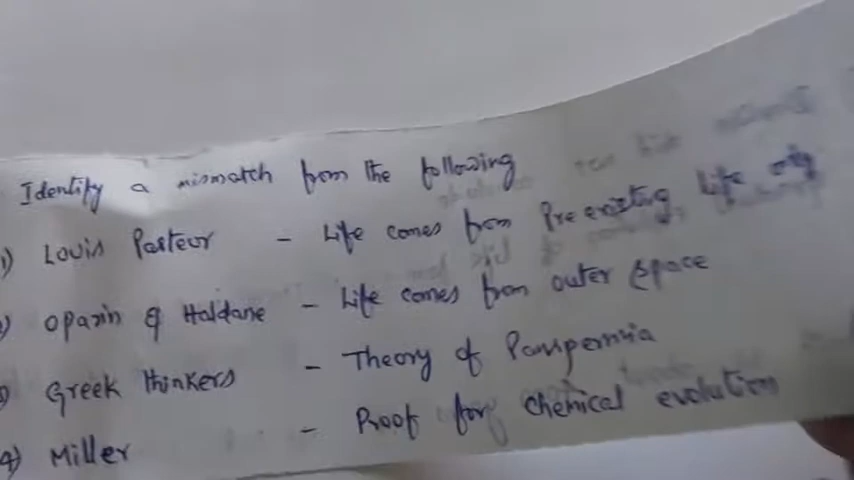 Identify a mismatch from the following
1) Louis Pasteur - Life comes from Pre existing Life only
2) Oparin & Haldane - Life comes from outer space
3) Greek thinkers - Theory of Panspermia
4) Miller - Proof for chemical evolution